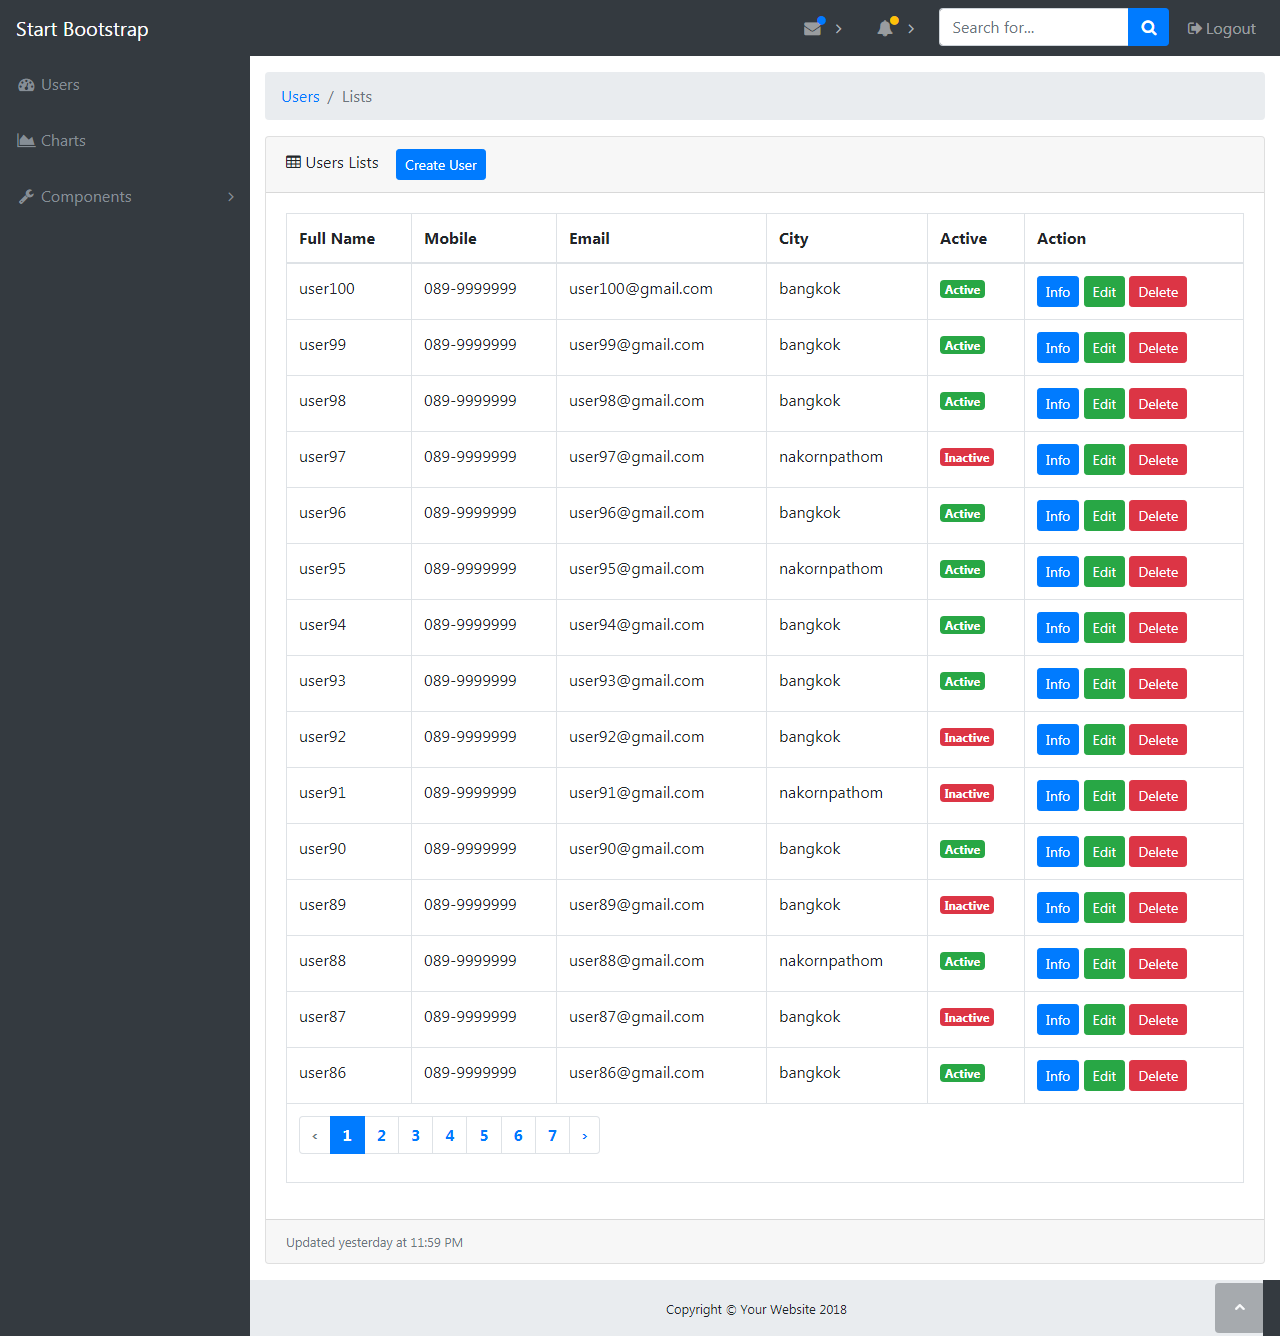 Start Bootstrap
Search for...
Logout
Users
Charts
Components
Users / Lists
Users Lists Create User
Full Name Mobile Email City Active Action
user100 089-9999999 user100@gmail.com bangkok Active Info Edit Delete
user99 089-9999999 user99@gmail.com bangkok Active Info Edit Delete
user98 089-9999999 user98@gmail.com bangkok Active Info Edit Delete
user97 089-9999999 user97@gmail.com nakornpathom Inactive Info Edit Delete
user96 089-9999999 user96@gmail.com bangkok Active Info Edit Delete
user95 089-9999999 user95@gmail.com nakornpathom Active Info Edit Delete
user94 089-9999999 user94@gmail.com bangkok Active Info Edit Delete
user93 089-9999999 user93@gmail.com bangkok Active Info Edit Delete
user92 089-9999999 user92@gmail.com bangkok Inactive Info Edit Delete
user91 089-9999999 user91@gmail.com nakornpathom Inactive Info Edit Delete
user90 089-9999999 user90@gmail.com bangkok Active Info Edit Delete
user89 089-9999999 user89@gmail.com bangkok Inactive Info Edit Delete
user88 089-9999999 user88@gmail.com nakornpathom Active Info Edit Delete
user87 089-9999999 user87@gmail.com bangkok Inactive Info Edit Delete
user86 089-9999999 user86@gmail.com bangkok Active Info Edit Delete
‹ 1 2 3 4 5 6 7 ›
Updated yesterday at 11:59 PM
Copyright © Your Website 2018